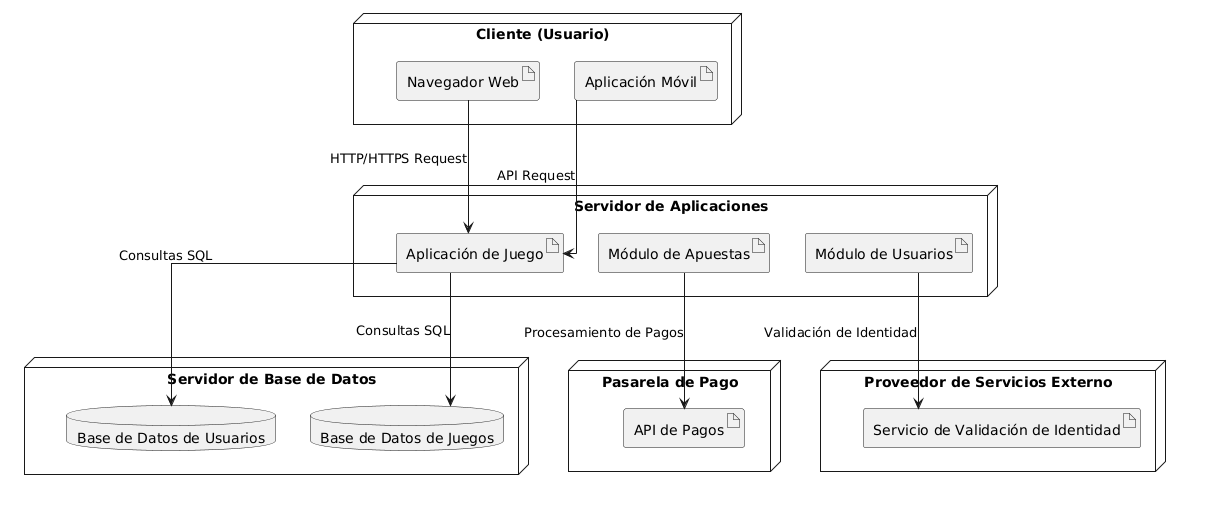 Cliente (Usuario)
Navegador Web
Aplicación Móvil
HTTP/HTTPS Request
API Request
Servidor de Aplicaciones
Aplicación de Juego
Módulo de Apuestas
Módulo de Usuarios
Consultas SQL
Consultas SQL
Procesamiento de Pagos
Validación de Identidad
Servidor de Base de Datos
Pasarela de Pago
Proveedor de Servicios Externo
Base de Datos de Usuarios
Base de Datos de Juegos
API de Pagos
Servicio de Validación de Identidad